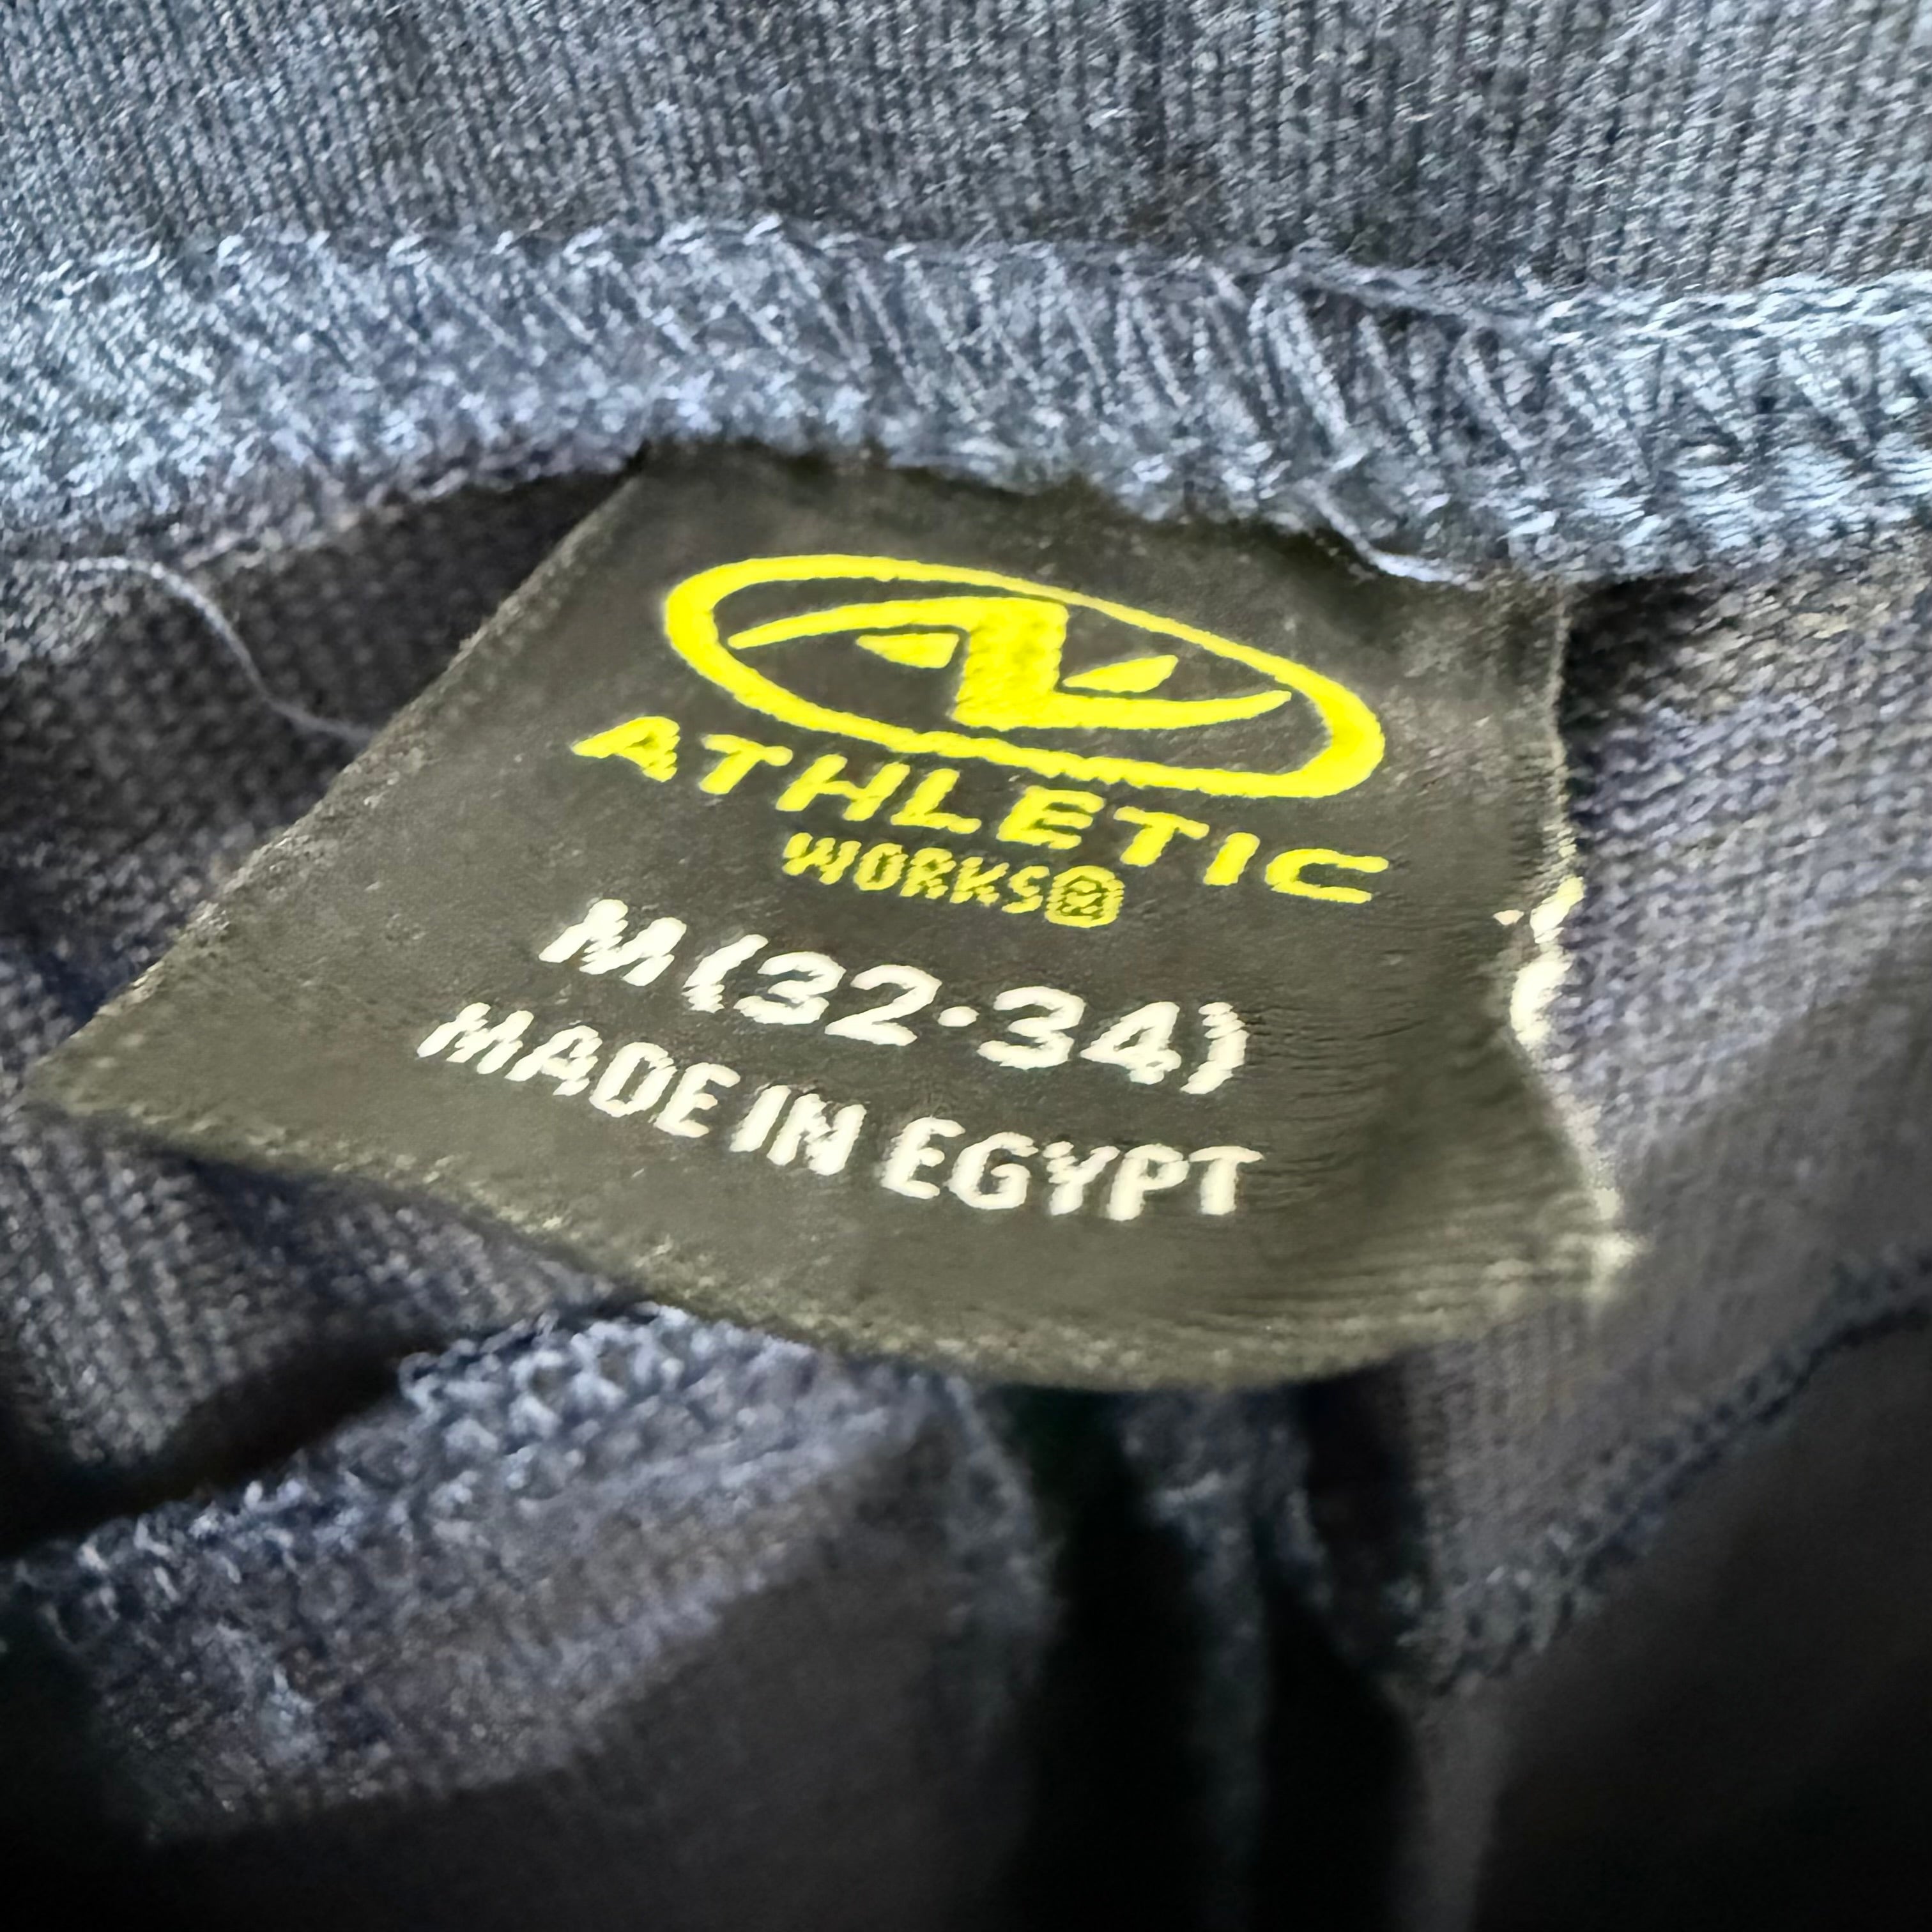 ATHLETIC
WORKS®
M(32-34)
MADE IN EGYPT